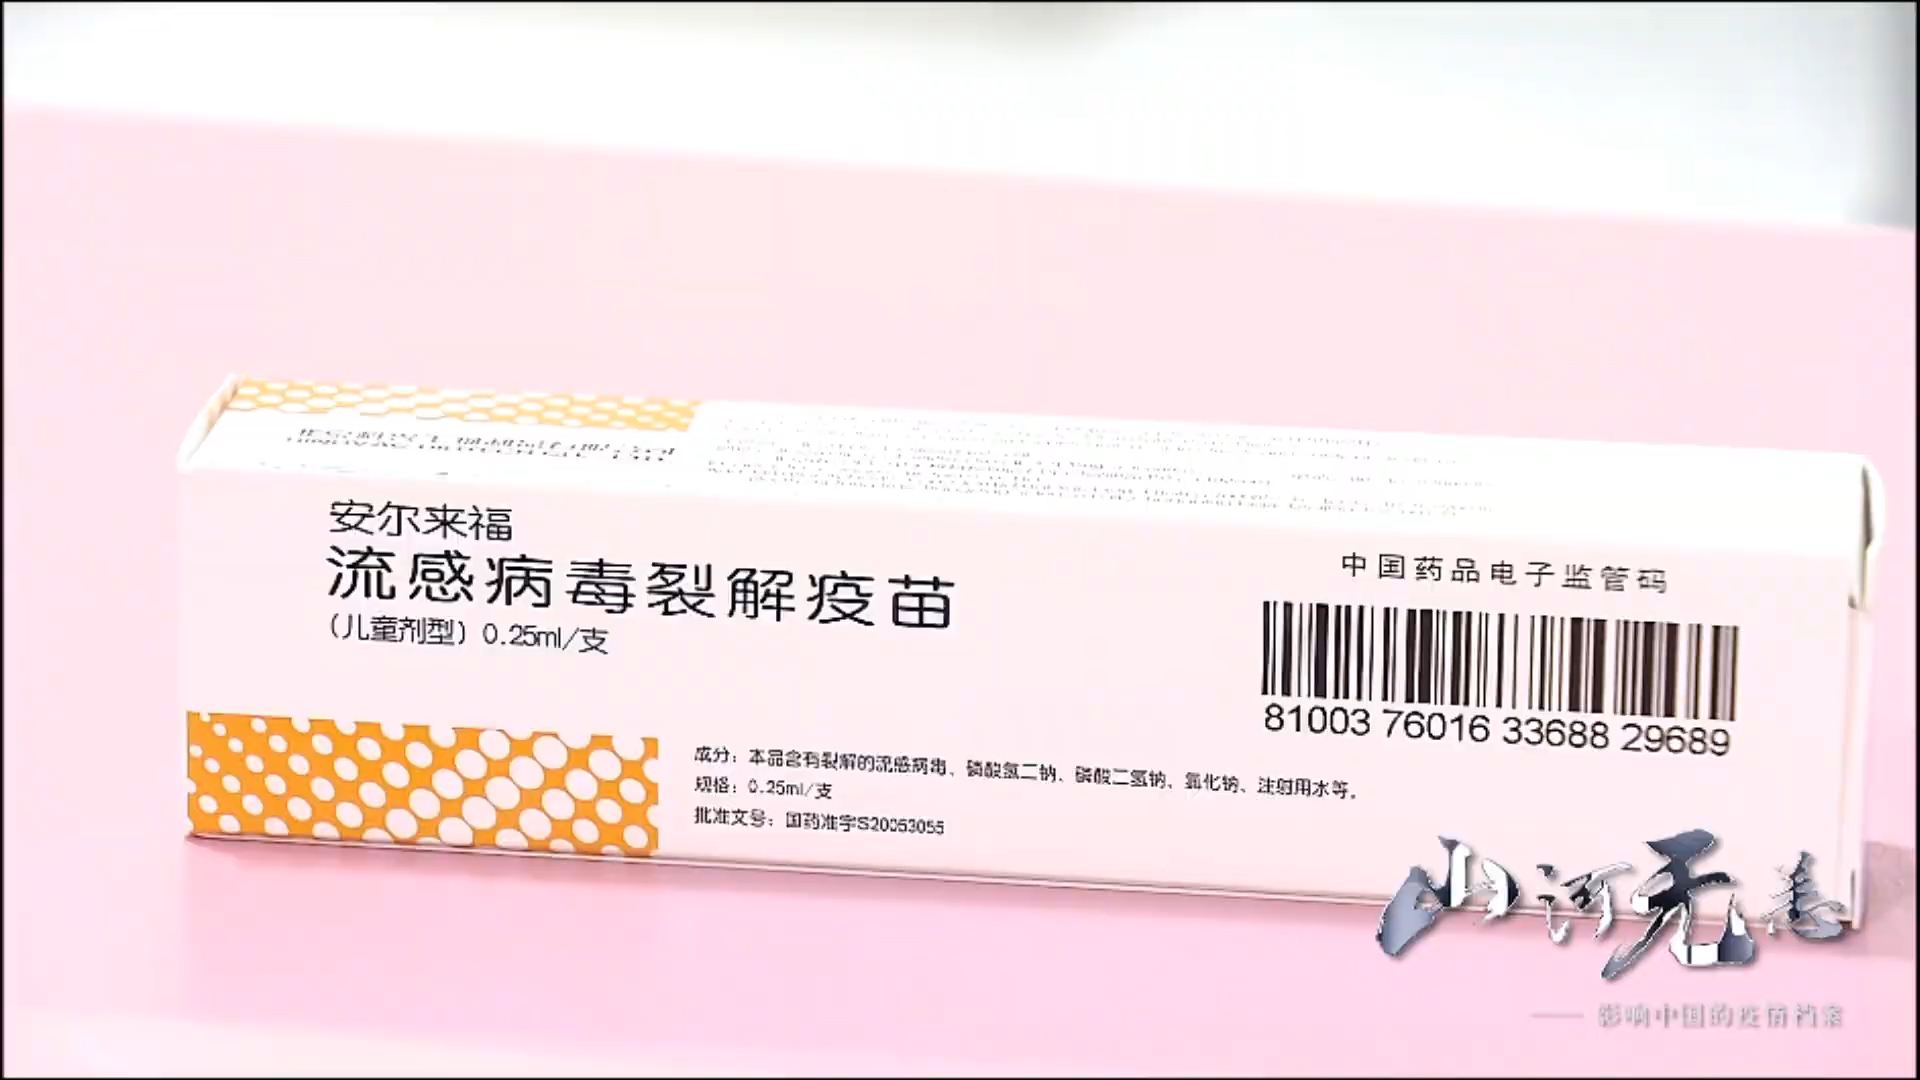 安尔来福
流感病毒裂解疫苗
(儿童剂型) 0.25ml/支
中国药品电子监管码
81003 76016 33688 29689
成分：本品含有裂解的流感病毒、磷酸氢二钠、磷酸二氢钠、氯化钠、注射用水等。
规格：0.25ml/支
批准文号：国药准字S20053055
山河无恙
—— 影响中国的疫苗档案